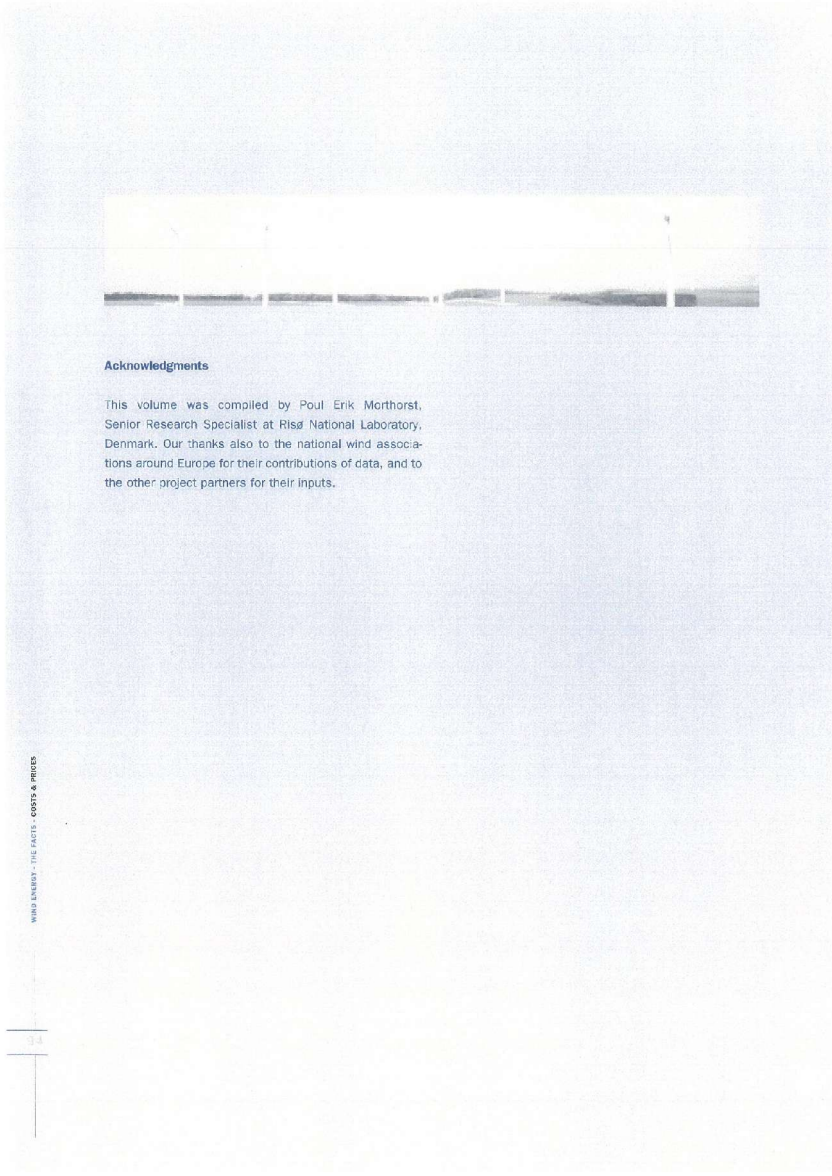 Acknowledgments
This volume was compiled by Poul Erik Morthorst,
Senior Research Specialist at Risø National Laboratory,
Denmark. Our thanks also to the national wind associa-
tions around Europe for their contributions of data, and to
the other project partners for their inputs.
WIND ENERGY - THE FACTS - COSTS & PRICES
94